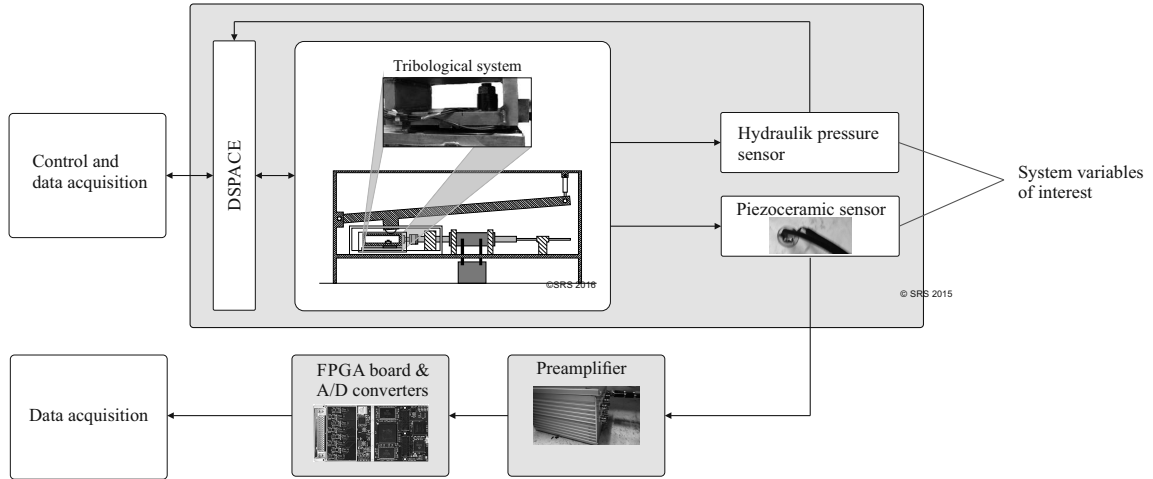 Tribological system
Control and
data acquisition
DSPACE
Hydraulik pressure
sensor
System variables
of interest
Piezoceramic sensor
©SRS 2016
© SRS 2015
Data acquisition
FPGA board &
A/D converters
Preamplifier